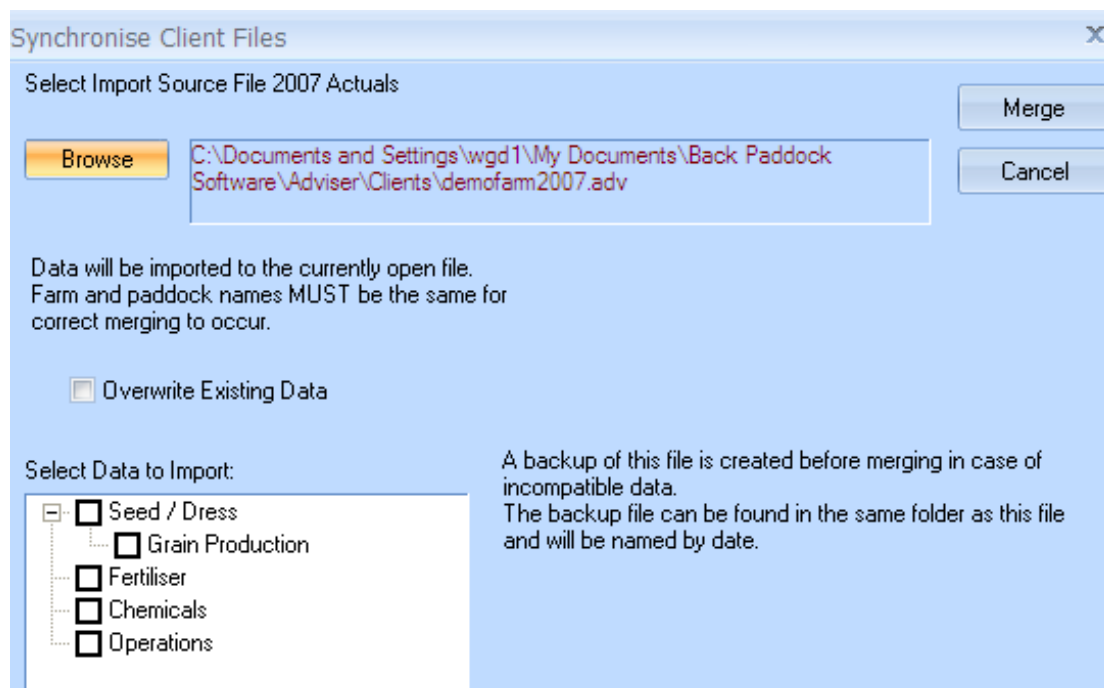 Synchronise Client Files
x
Select Import Source File 2007 Actuals
Merge
Browse
C:\Documents and Settings\wgd1\My Documents\Back Paddock
Software\Adviser\Clients\demofarm2007.adv
Cancel
Data will be imported to the currently open file.
Farm and paddock names MUST be the same for
correct merging to occur.
Overwrite Existing Data
Select Data to Import:
Seed / Dress
Grain Production
Fertiliser
Chemicals
Operations
A backup of this file is created before merging in case of
incompatible data.
The backup file can be found in the same folder as this file
and will be named by date.